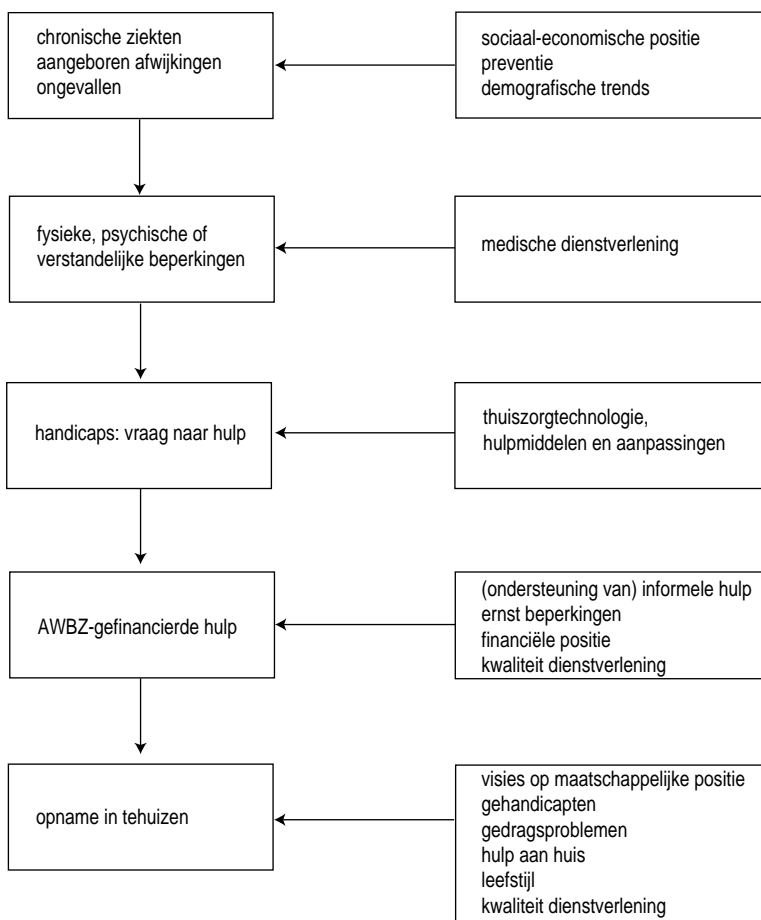 chronische ziekten
aangeboren afwijkingen
ongevallen
sociaal-economische positie
preventie
demografische trends
fysieke, psychische of
verstandelijke beperkingen
medische dienstverlening
handicaps: vraag naar hulp
thuiszorgtechnologie,
hulpmiddelen en aanpassingen
AWBZ-gefinancierde hulp
(ondersteuning van) informele hulp
ernst beperkingen
financiële positie
kwaliteit dienstverlening
opname in tehuizen
visies op maatschappelijke positie
gehandicapten
gedragsproblemen
hulp aan huis
leefstijl
kwaliteit dienstverlening